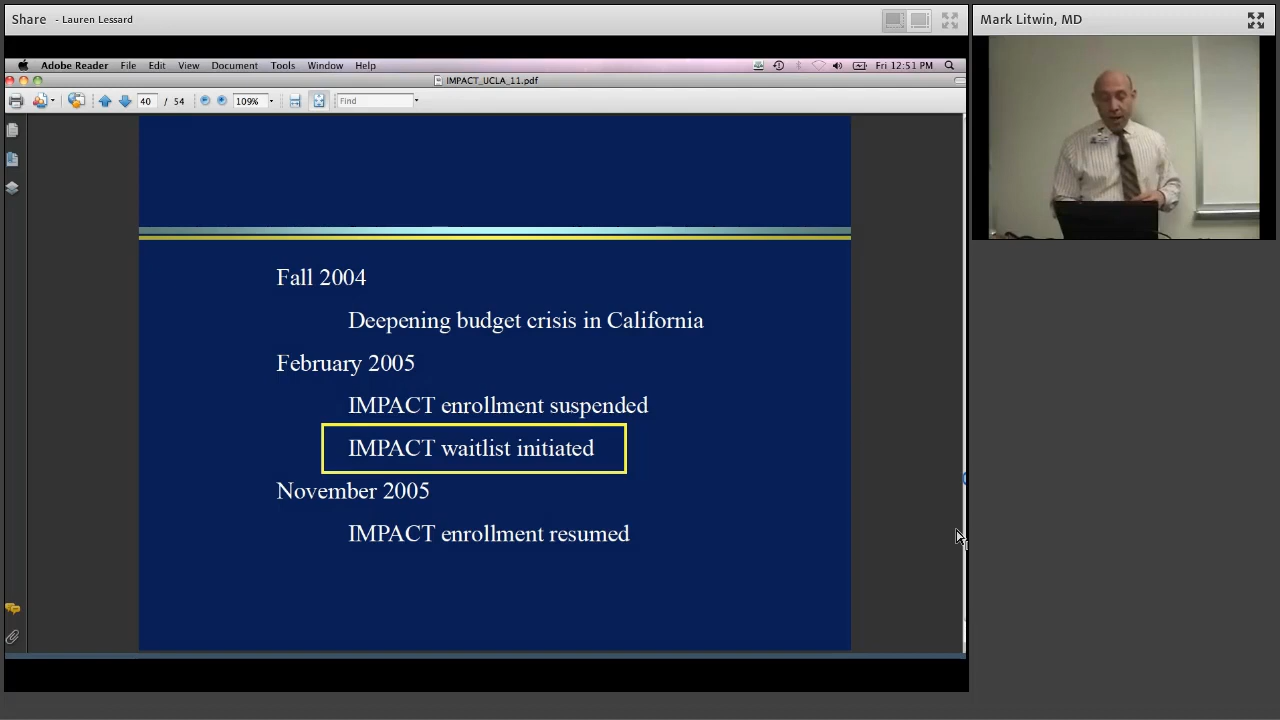 Share - Lauren Lessard
Mark Litwin, MD
Adobe Reader File Edit View Document Tools Window Help
Fri 12:51 PM
IMPACT_UCLA_11.pdf
40 / 54 109% Find
Fall 2004
Deepening budget crisis in California
February 2005
IMPACT enrollment suspended
IMPACT waitlist initiated
November 2005
IMPACT enrollment resumed